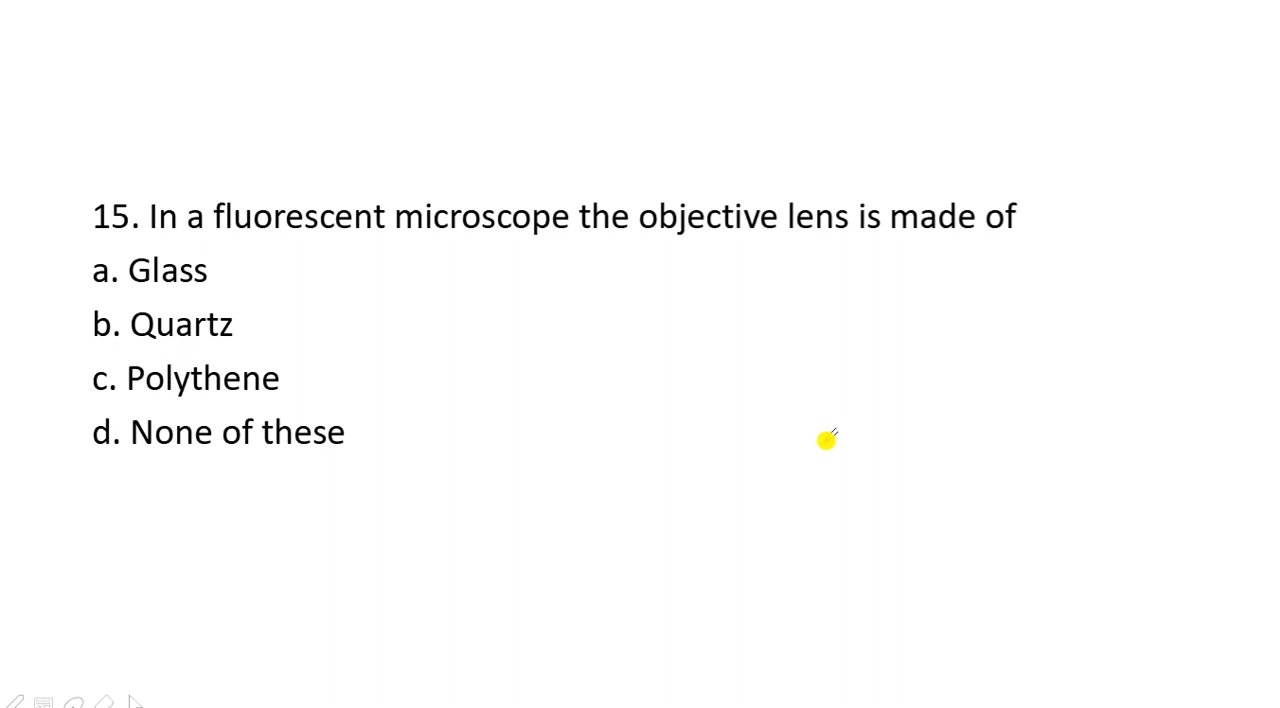 15. In a fluorescent microscope the objective lens is made of
a. Glass
b. Quartz
c. Polythene
d. None of these